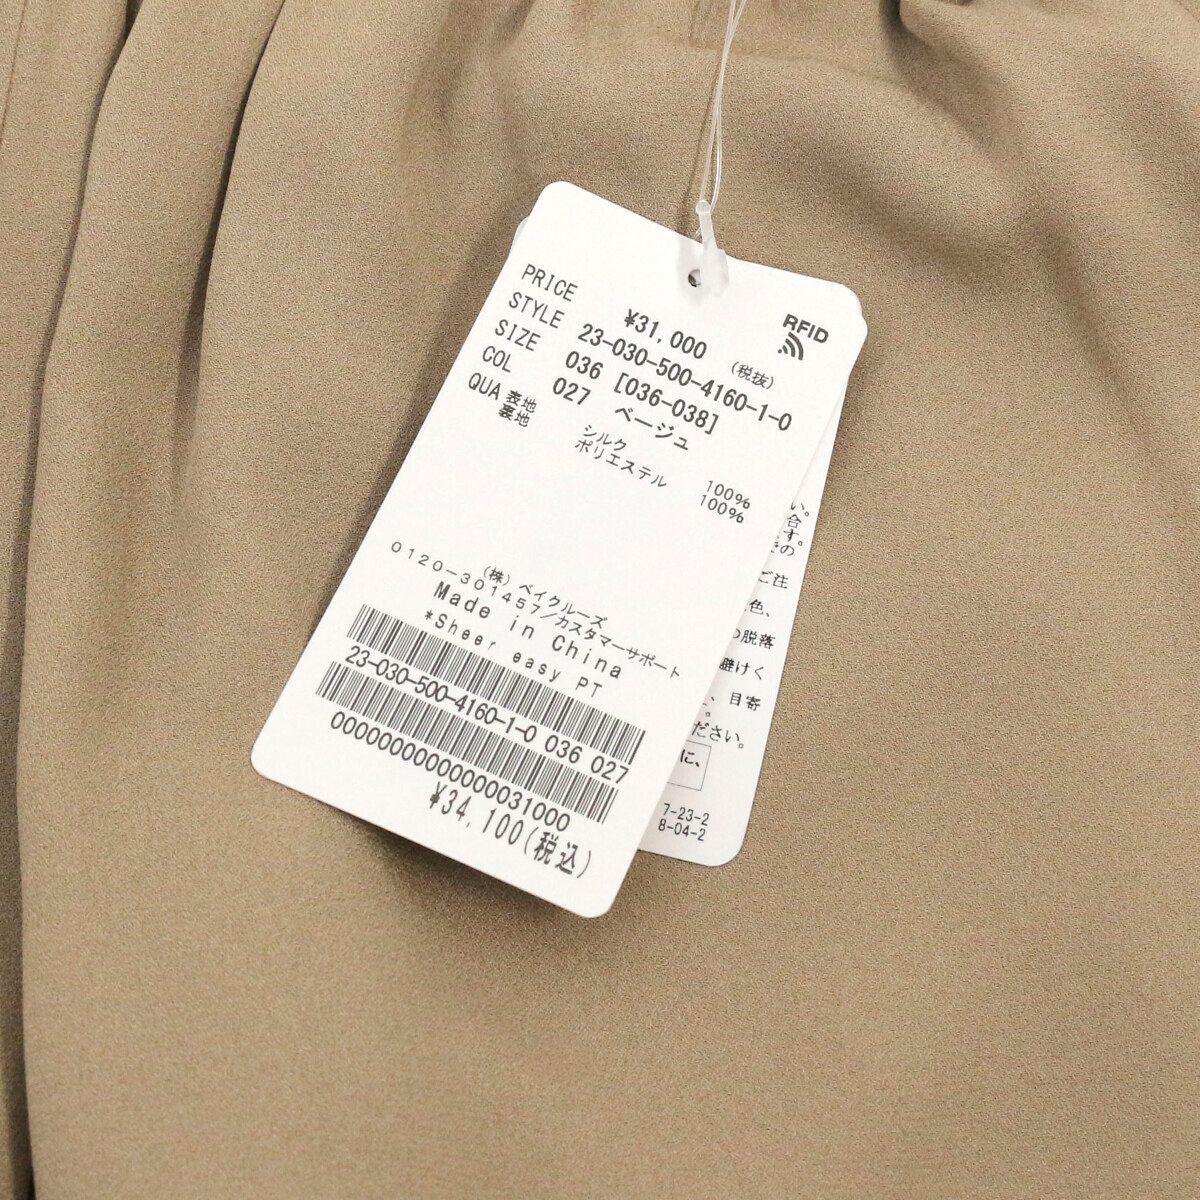 RFID
PRICE ¥31,000 (税抜)
STYLE 23-030-500-4160-1-0
SIZE 036 [036-038]
COL 027 ベージュ
QUA 表地 シルク 100%
裏地 ポリエステル 100%
(株) ベイクルーズ
0120-301457/カスタマーサポート
Made in China
*Sheer easy PT
23-030-500-4160-1-0 036 027
0000000000000031000
¥34,100(税込)
い。
合
す。
の
ご注
色、
の脱落
避けく
、目寄
。
ださい。
に、
7-23-2
8-04-2